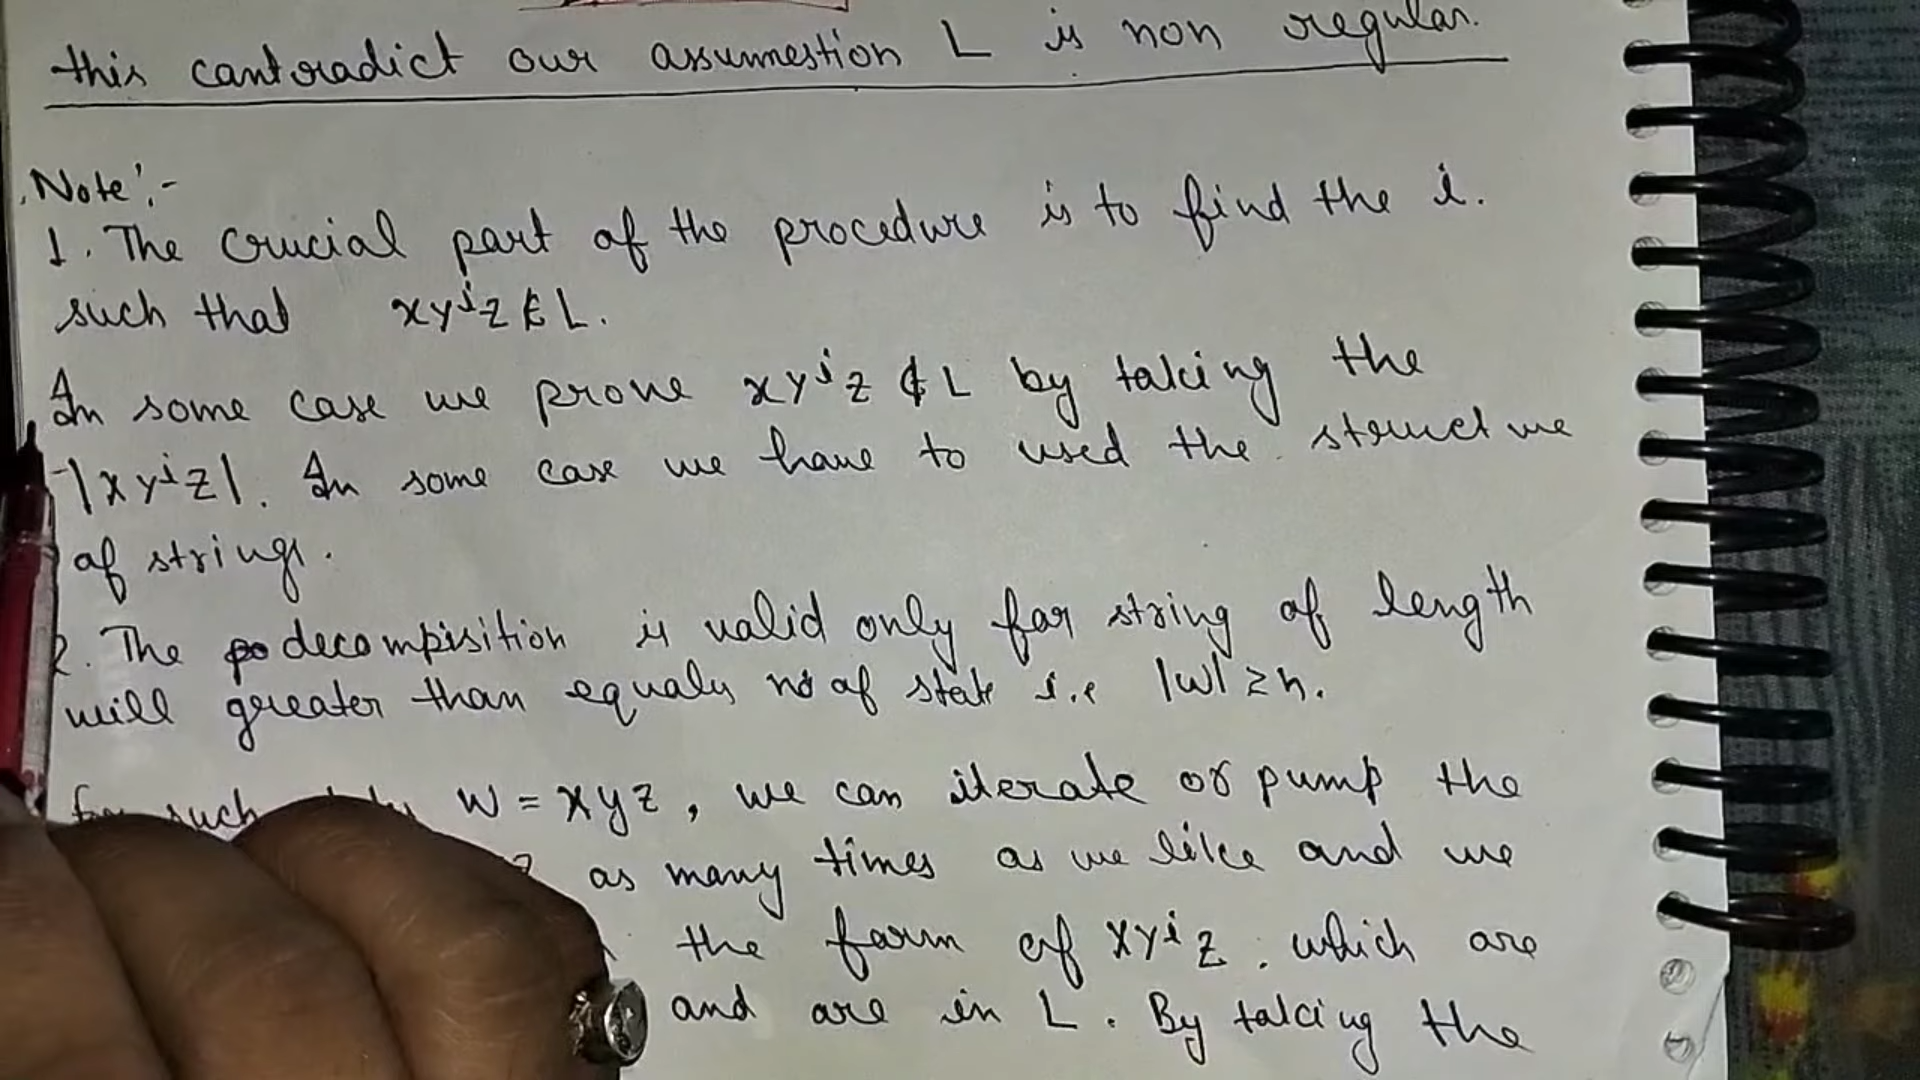 this cantoradict our assumestion L is non regular.
Note:-
1. The crucial part of the procedure is to find the i.
such that xyⁱz ∉ L.
In some case we prove xyⁱz ∉ L by taking the
|xyⁱz|. In some case we have to used the structure
of strings.
2. The decompisition is valid only for string of length
will greater than equals no of state i.e |w| ≥ n.
for such w = xyz, we can iterate or pump the
as many times as we like and we
the form of xyⁱz. which are
and are in L. By taking the